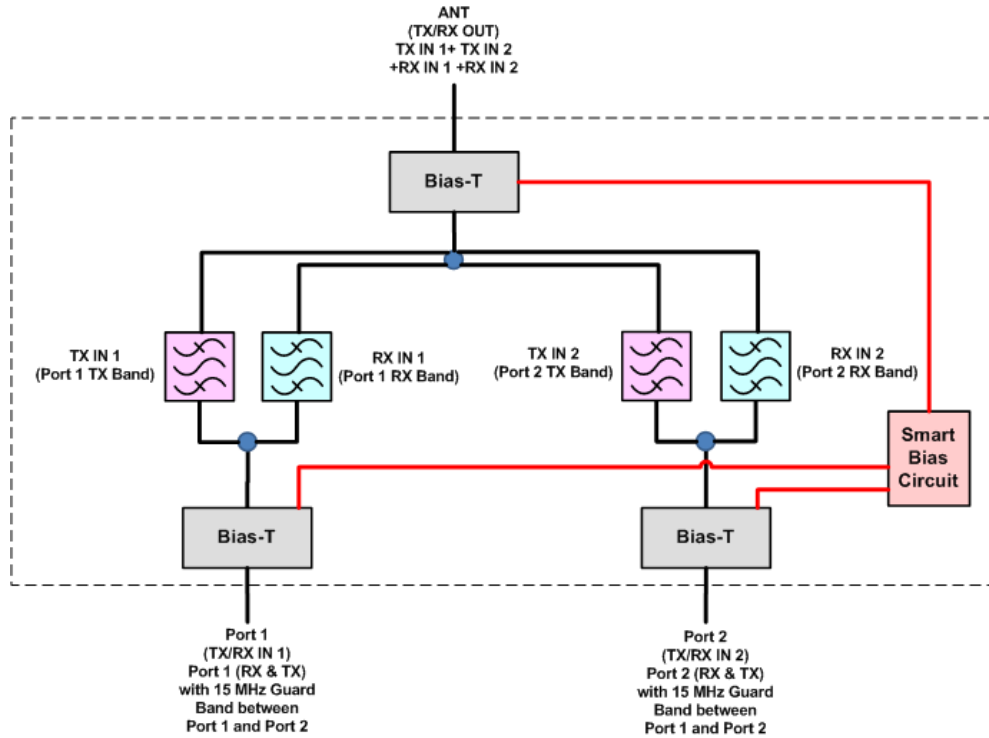 ANT
(TX/RX OUT)
TX IN 1+ TX IN 2
+RX IN 1 +RX IN 2
Bias-T
TX IN 1
(Port 1 TX Band)
RX IN 1
(Port 1 RX Band)
TX IN 2
(Port 2 TX Band)
RX IN 2
(Port 2 RX Band)
Smart
Bias
Circuit
Bias-T
Bias-T
Port 1
(TX/RX IN 1)
Port 1 (RX & TX)
with 15 MHz Guard
Band between
Port 1 and Port 2
Port 2
(TX/RX IN 2)
Port 2 (RX & TX)
with 15 MHz Guard
Band between
Port 1 and Port 2